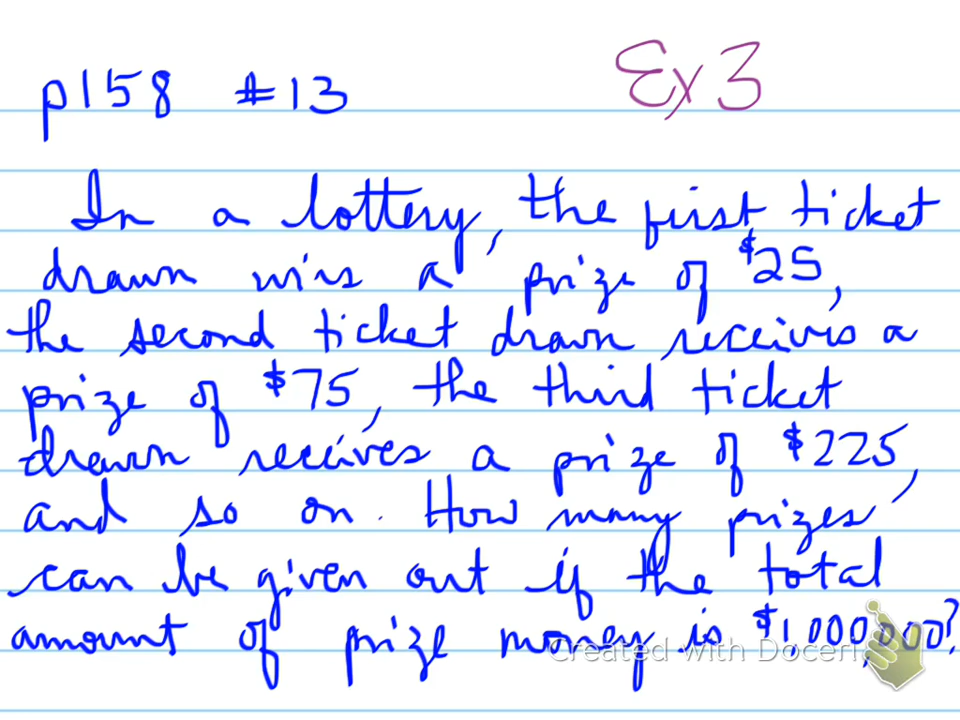 p158 #13 Ex 3
In a lottery, the first ticket
drawn wins a prize of $25,
the second ticket drawn receives a
prize of $75, the third ticket
drawn receives a prize of $225,
and so on. How many prizes
can be given out if the total
amount of prize money is $1,000,000?
Created with Doceri